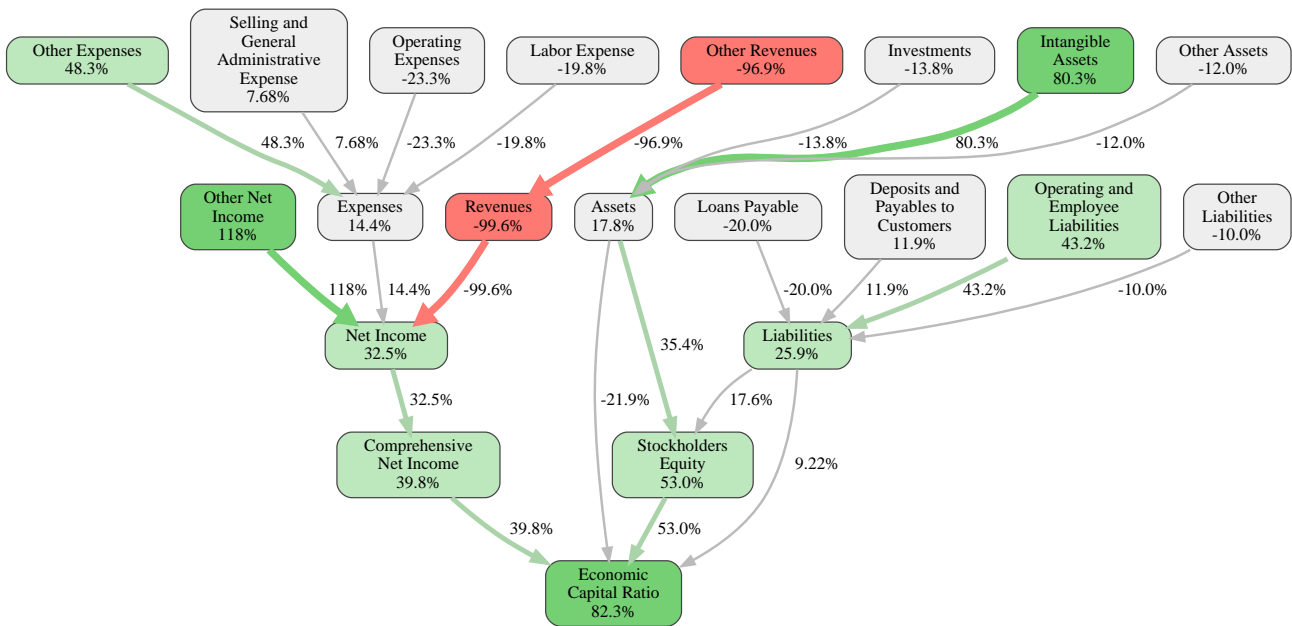 Other Expenses
48.3%
Selling and
General
Administrative
Expense
7.68%
Operating
Expenses
-23.3%
Labor Expense
-19.8%
Other Revenues
-96.9%
Investments
-13.8%
Intangible
Assets
80.3%
Other Assets
-12.0%
48.3%
7.68%
-23.3%
-19.8%
-96.9%
-13.8%
80.3%
-12.0%
Other Net
Income
118%
Expenses
14.4%
Revenues
-99.6%
Assets
17.8%
Loans Payable
-20.0%
Deposits and
Payables to
Customers
11.9%
Operating and
Employee
Liabilities
43.2%
Other
Liabilities
-10.0%
118%
14.4%
-99.6%
-20.0%
11.9%
43.2%
-10.0%
Net Income
32.5%
35.4%
Liabilities
25.9%
32.5%
-21.9%
17.6%
Comprehensive
Net Income
39.8%
Stockholders
Equity
53.0%
9.22%
39.8%
53.0%
Economic
Capital Ratio
82.3%